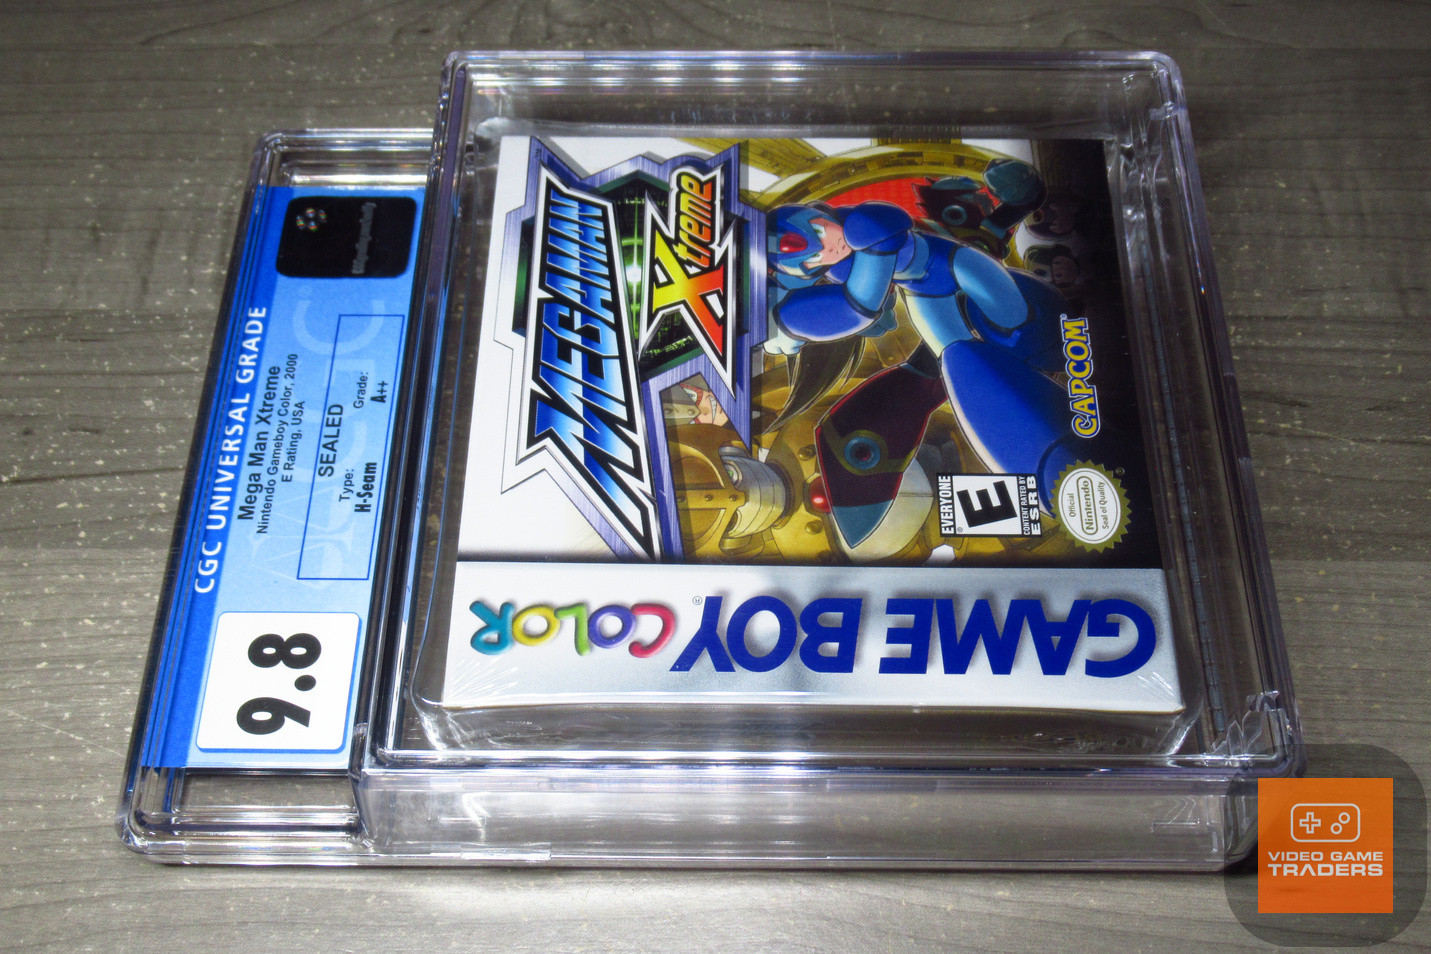 CGC UNIVERSAL GRADE
Mega Man Xtreme
Nintendo Gameboy Color, 2000
E Rating, USA
SEALED
Type: Grade:
H-Seam A++
9.8
MEGAMAN
Xtreme
CAPCOM®
EVERYONE
E®
CONTENT RATED BY
ESRB
Official
Nintendo®
Seal of Quality
GAME BOY COLOR®
VIDEO GAME
TRADERS